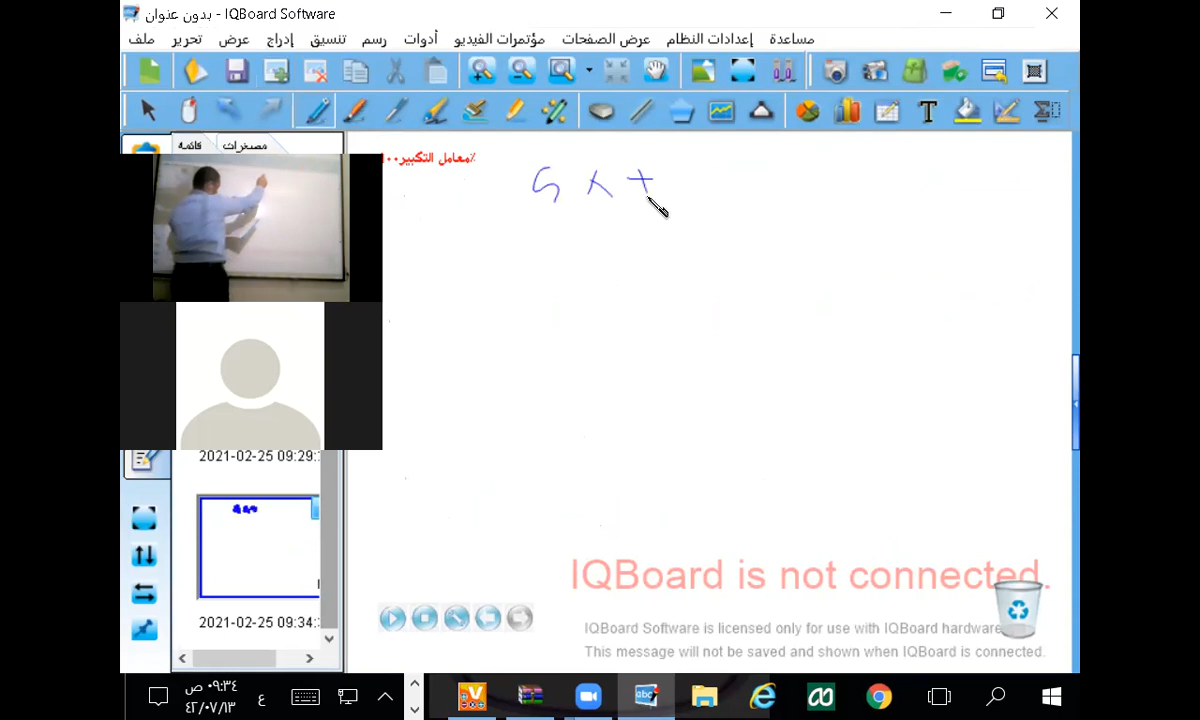 بدون عنوان - IQBoard Software
ملف تحرير عرض إدراج تنسيق رسم أدوات مؤتمرات الفيديو عرض الصفحات إعدادات النظام مساعدة
قائمة مصغرات
معامل التكبير١٠٠٪
2021-02-25 09:29:
2021-02-25 09:34:
IQBoard is not connected.
IQBoard Software is licensed only for use with IQBoard hardware
This message will not be saved and shown when IQBoard is connected.
٠٩:٣٤ ص
٤٢/٠٧/١٣
ع
abc